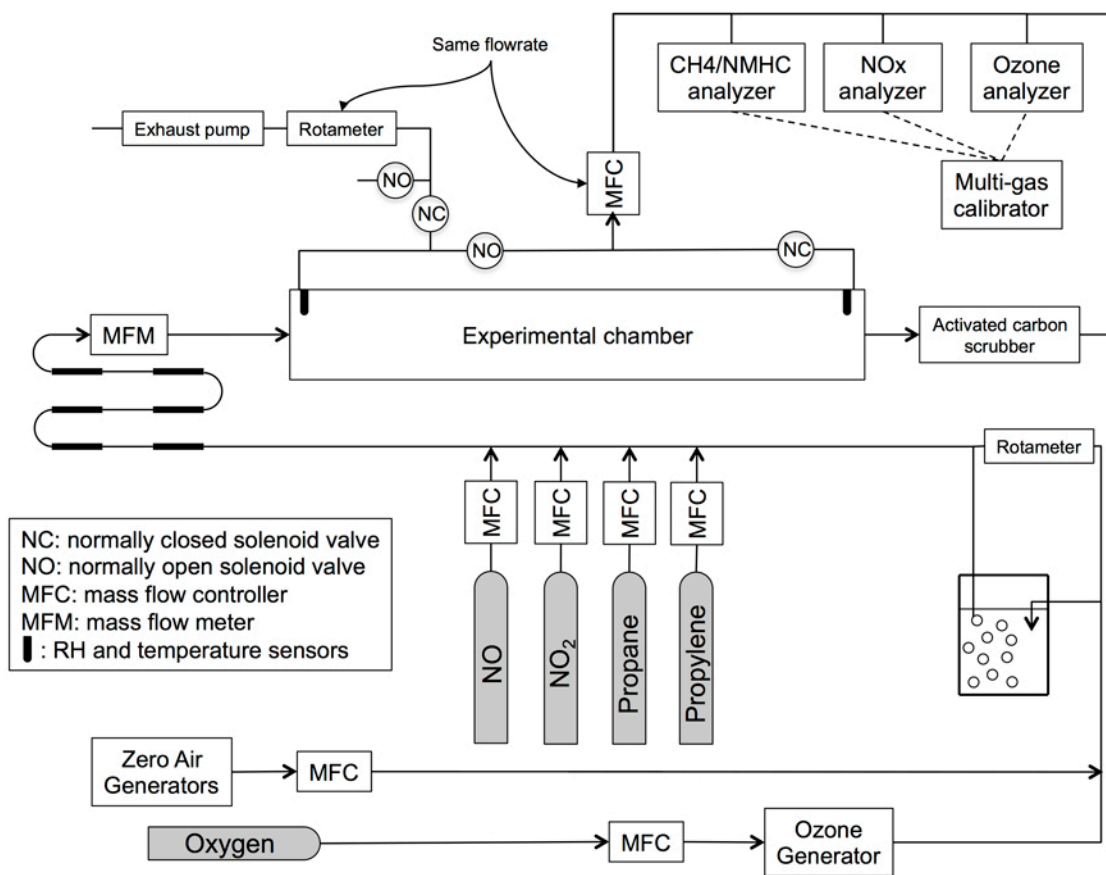 Same flowrate
CH4/NMHC
analyzer
NOx
analyzer
Ozone
analyzer
Exhaust pump
Rotameter
MFC
Multi-gas
calibrator
NO
NC
NO
NC
MFM
Experimental chamber
Activated carbon
scrubber
Rotameter
MFC
MFC
MFC
MFC
NC: normally closed solenoid valve
NO: normally open solenoid valve
MFC: mass flow controller
MFM: mass flow meter
: RH and temperature sensors
NO
NO₂
Propane
Propylene
Zero Air
Generators
MFC
Oxygen
MFC
Ozone
Generator